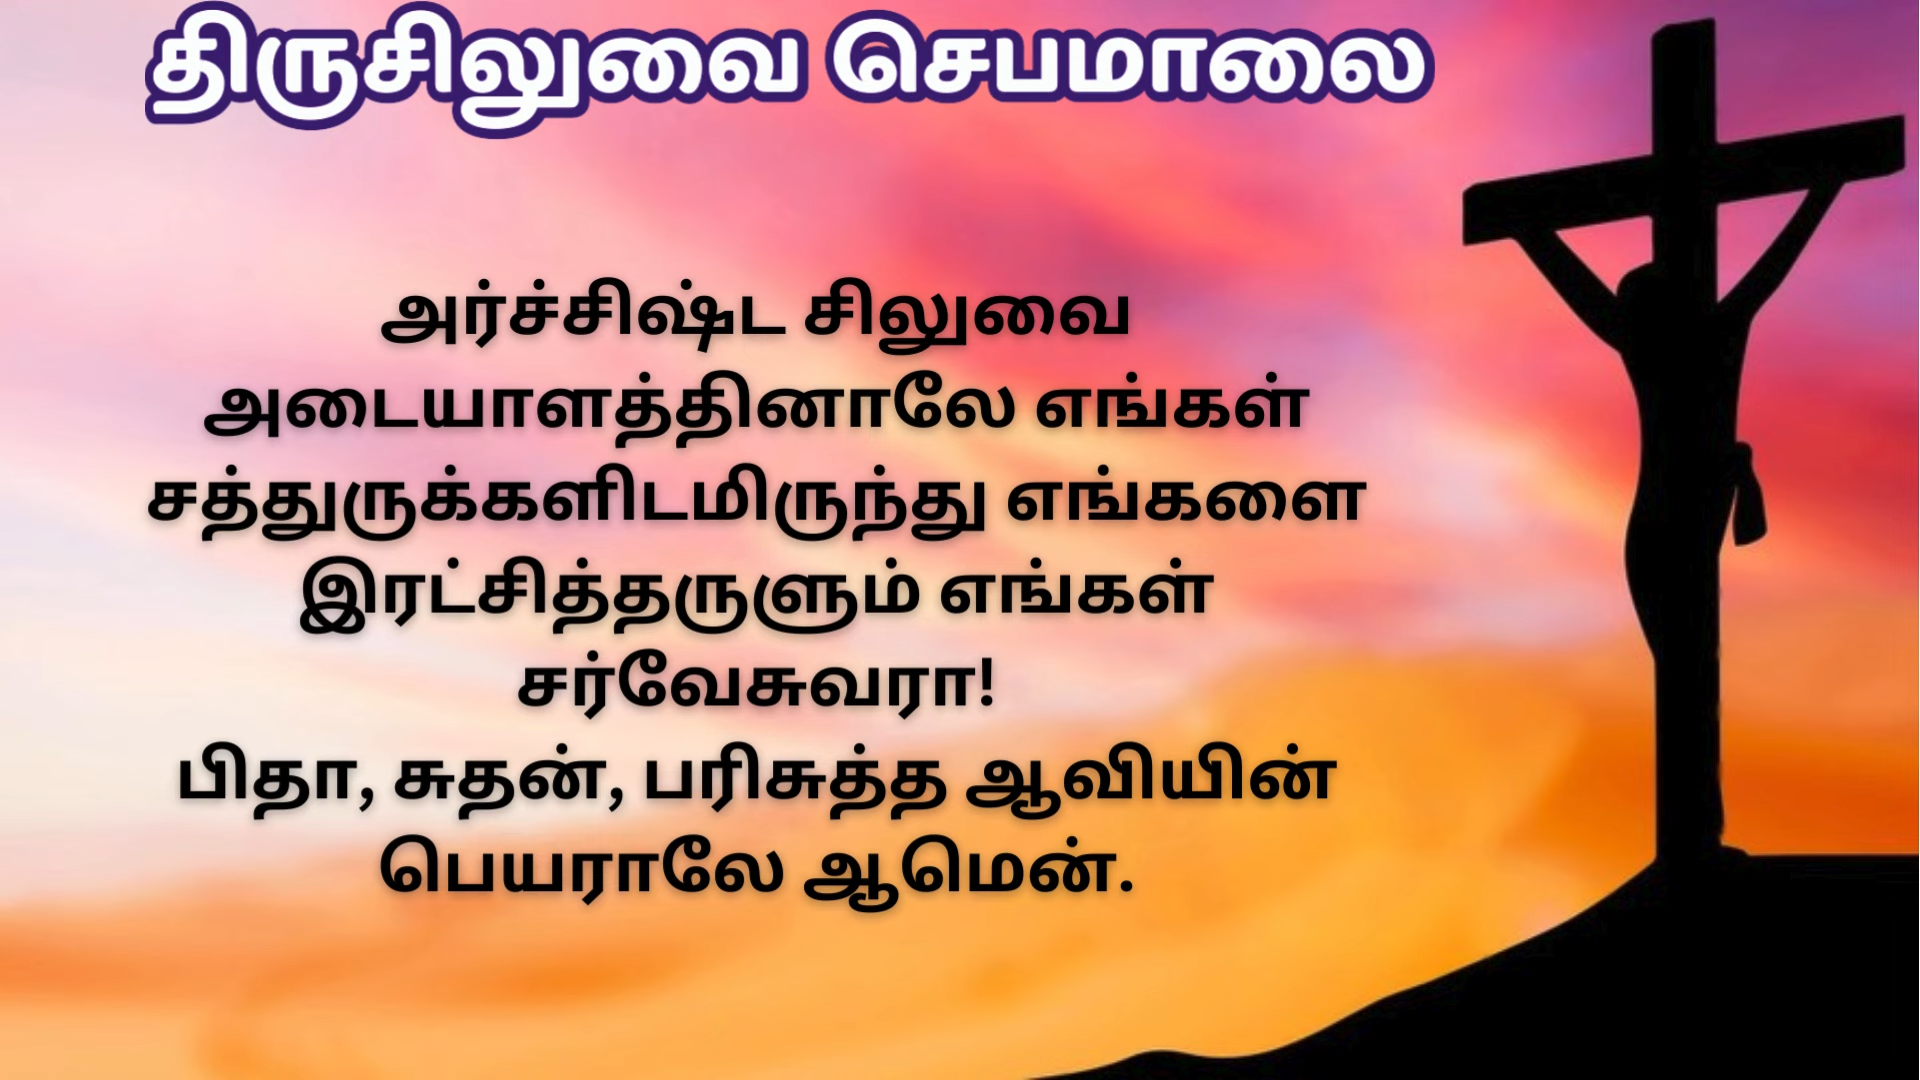 திருசிலுவை செபமாலை
அர்ச்சிஷ்ட சிலுவை
அடையாளத்தினாலே எங்கள்
சத்துருக்களிடமிருந்து எங்களை
இரட்சித்தருளும் எங்கள்
சர்வேசுவரா!
பிதா, சுதன், பரிசுத்த ஆவியின்
பெயராலே ஆமென்.